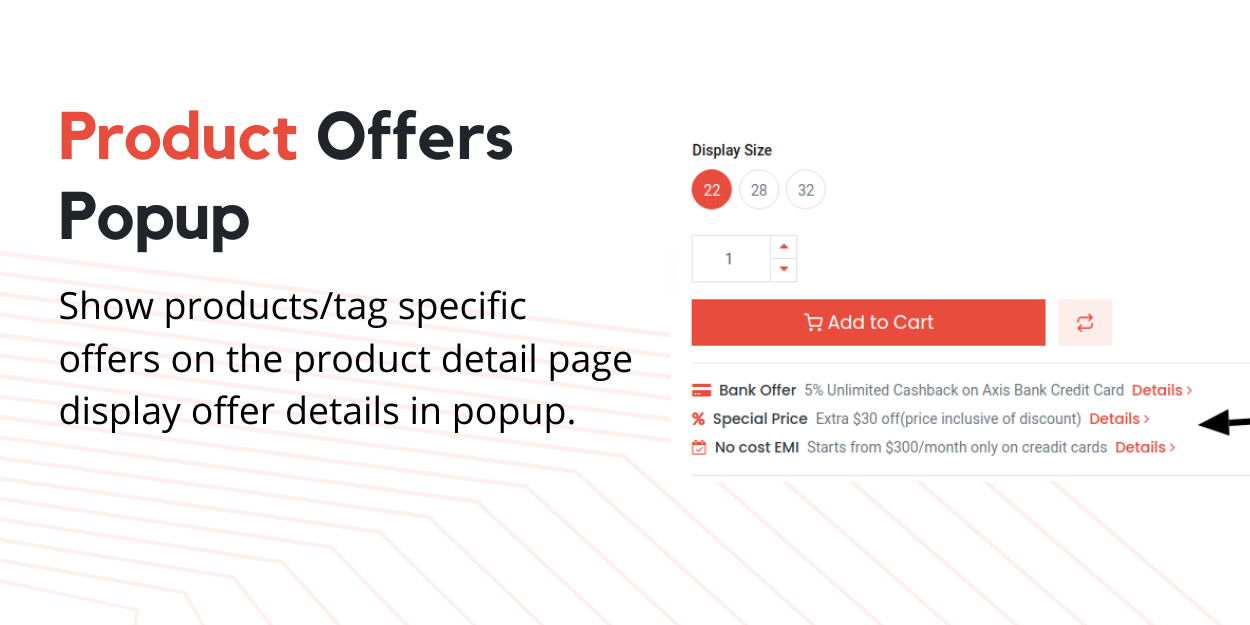 Product Offers
Popup
Show products/tag specific
offers on the product detail page
display offer details in popup.
Display Size
22 28 32
1
Add to Cart
Bank Offer 5% Unlimited Cashback on Axis Bank Credit Card Details >
Special Price Extra $30 off(price inclusive of discount) Details >
No cost EMI Starts from $300/month only on creadit cards Details >